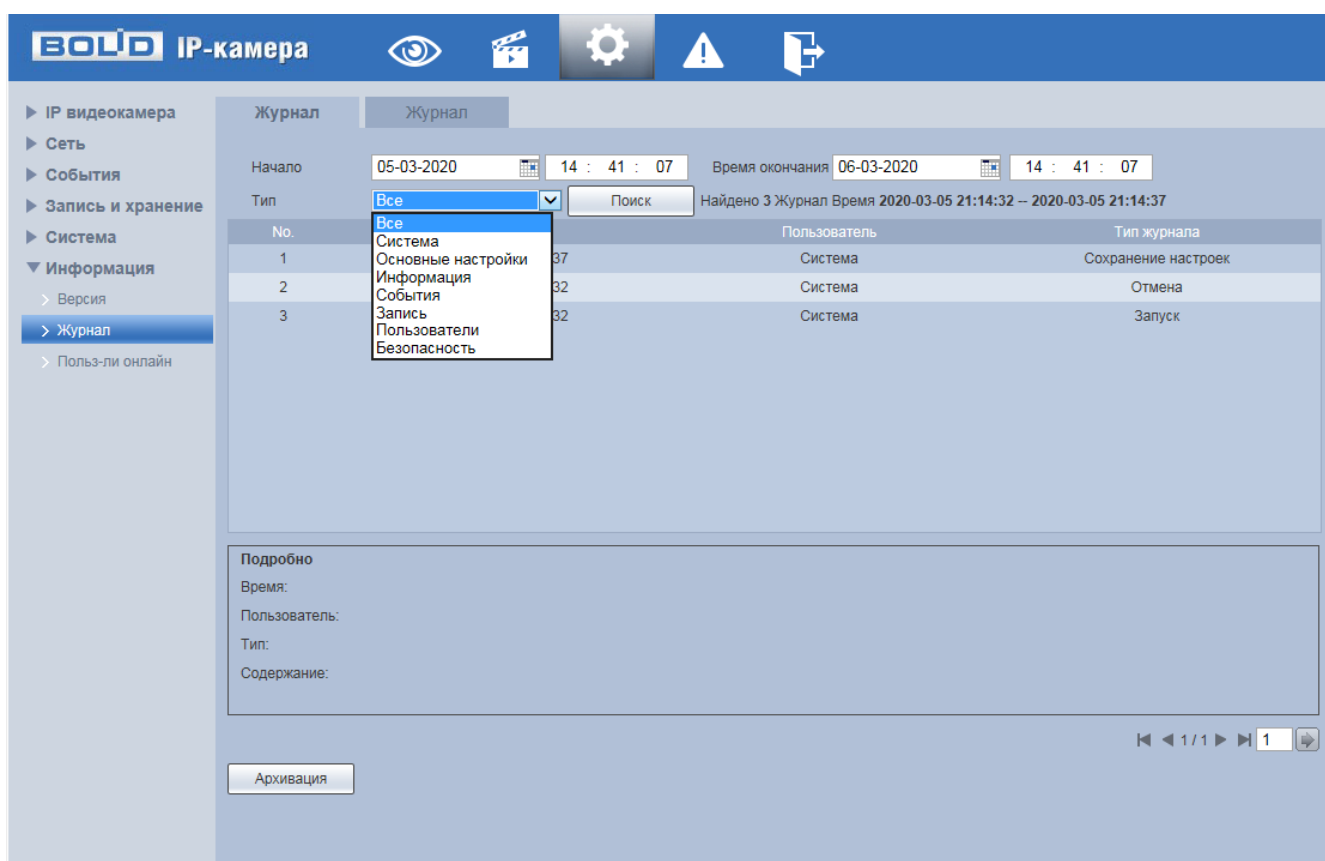 BOLID IP-камера
IP видеокамера
Сеть
События
Запись и хранение
Система
Информация
Версия
Журнал
Польз-ли онлайн
Журнал Журнал
Начало 05-03-2020 14 : 41 : 07 Время окончания 06-03-2020 14 : 41 : 07
Тип Все Поиск Найдено 3 Журнал Время 2020-03-05 21:14:32 -- 2020-03-05 21:14:37
Все
Система
Основные настройки
Информация
События
Запись
Пользователи
Безопасность
No. Пользователь Тип журнала
1 37 Система Сохранение настроек
2 32 Система Отмена
3 32 Система Запуск
Подробно
Время:
Пользователь:
Тип:
Содержание:
1 / 1 1
Архивация